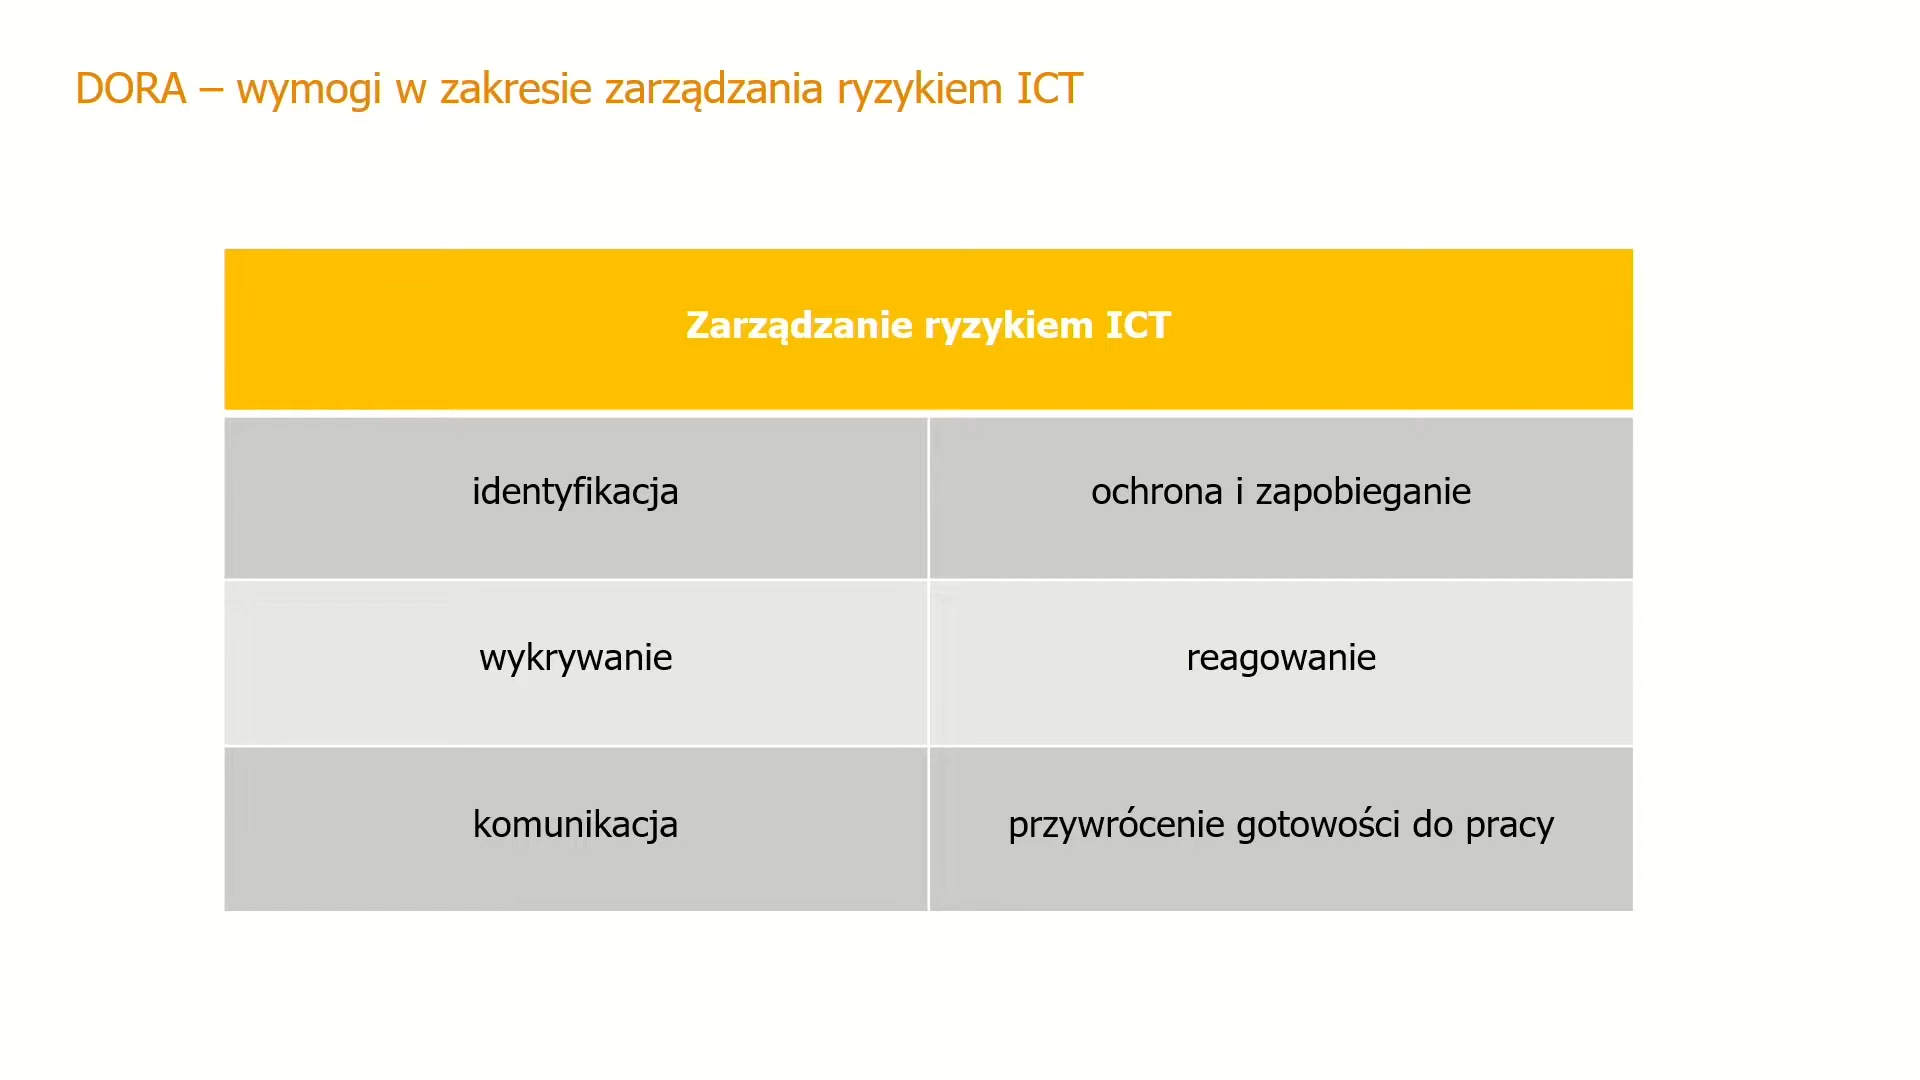 DORA – wymogi w zakresie zarządzania ryzykiem ICT
Zarządzanie ryzykiem ICT
identyfikacja
ochrona i zapobieganie
wykrywanie
reagowanie
komunikacja
przywrócenie gotowości do pracy